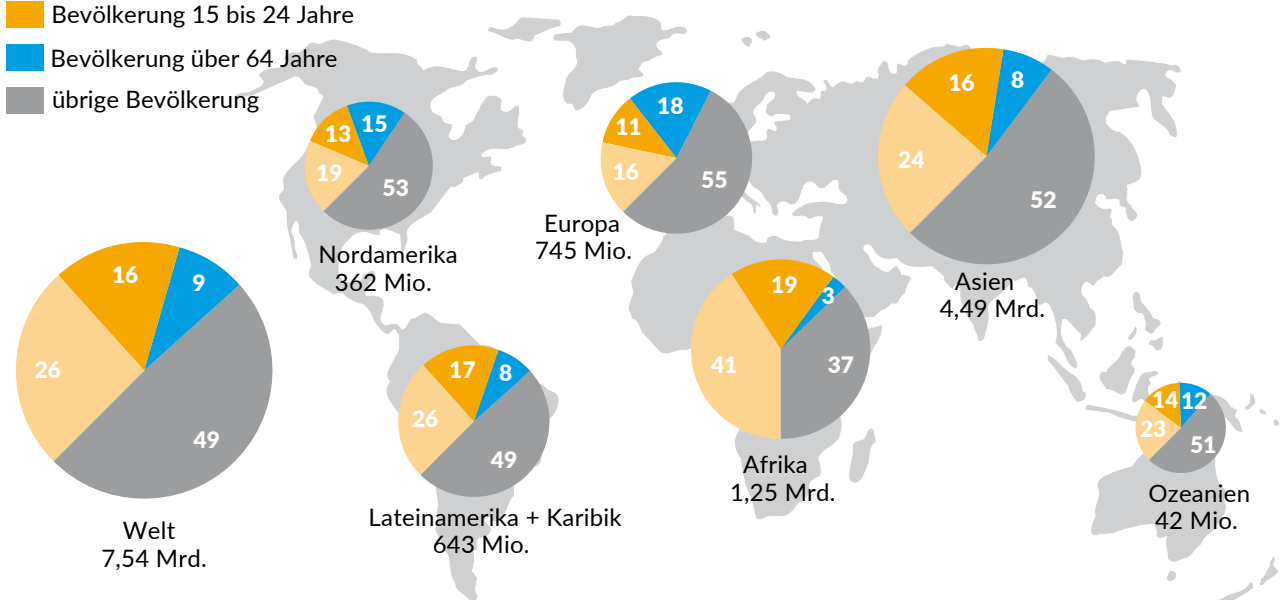 Bevölkerung 15 bis 24 Jahre
Bevölkerung über 64 Jahre
übrige Bevölkerung
13
15
19
53
Nordamerika
362 Mio.
11
18
16
55
Europa
745 Mio.
16
8
24
52
Asien
4,49 Mrd.
16
9
26
49
Welt
7,54 Mrd.
17
8
26
49
Lateinamerika + Karibik
643 Mio.
19
3
41
37
Afrika
1,25 Mrd.
14
12
23
51
Ozeanien
42 Mio.